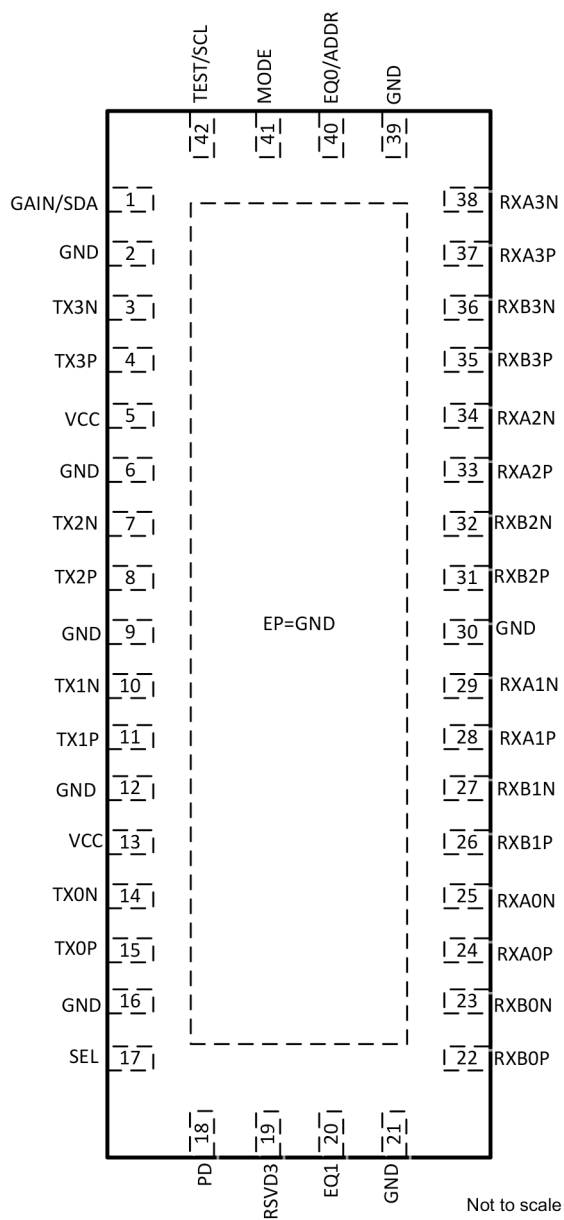 TEST/SCL
MODE
EQ0/ADDR
GND
42
41
40
39
GAIN/SDA 1
GND 2
TX3N 3
TX3P 4
VCC 5
GND 6
TX2N 7
TX2P 8
GND 9
TX1N 10
TX1P 11
GND 12
VCC 13
TX0N 14
TX0P 15
GND 16
SEL 17
EP=GND
38 RXA3N
37 RXA3P
36 RXB3N
35 RXB3P
34 RXA2N
33 RXA2P
32 RXB2N
31 RXB2P
30 GND
29 RXA1N
28 RXA1P
27 RXB1N
26 RXB1P
25 RXA0N
24 RXA0P
23 RXB0N
22 RXB0P
18
19
20
21
PD
RSVD3
EQ1
GND
Not to scale